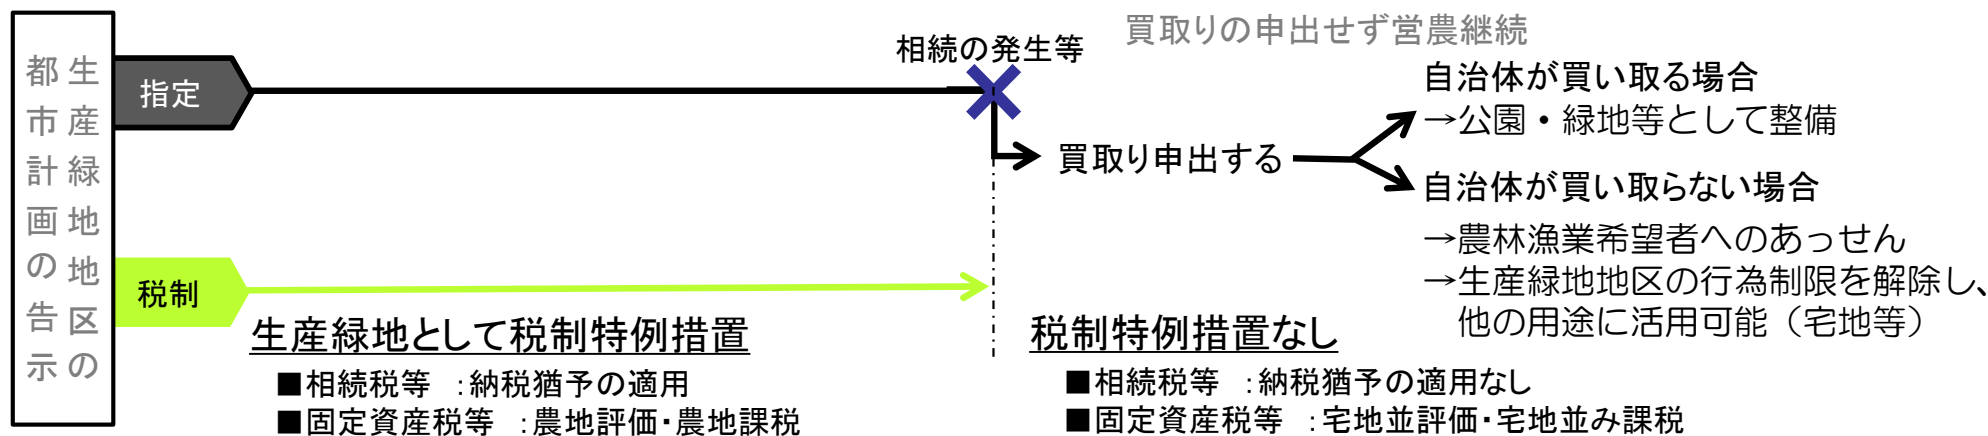 生産緑地地区の
都市計画の告示
指定
相続の発生等
買取りの申出せず営農継続
買取り申出する
自治体が買い取る場合
→公園・緑地等として整備
自治体が買い取らない場合
→農林漁業希望者へのあっせん
→生産緑地地区の行為制限を解除し、
他の用途に活用可能（宅地等）
税制
生産緑地として税制特例措置
■相続税等　：納税猶予の適用
■固定資産税等　：農地評価・農地課税
税制特例措置なし
■相続税等　：納税猶予の適用なし
■固定資産税等　：宅地並評価・宅地並み課税